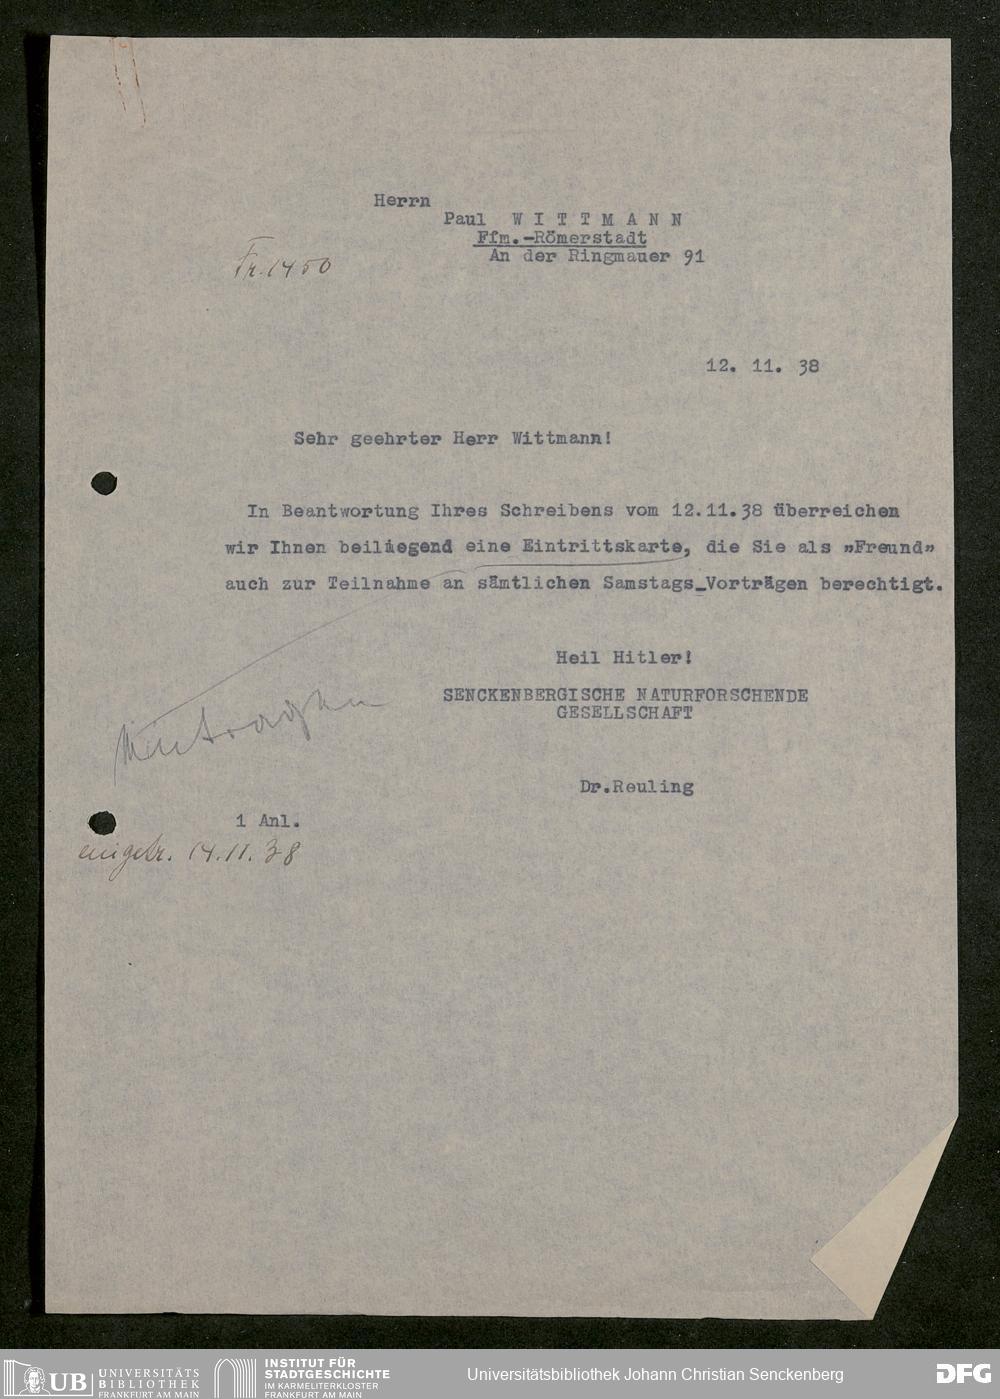 Herrn
Paul W I T T M A N N
Ffm.-Römerstadt
An der Ringmauer 91
Fr. 1450
12. 11. 38
Sehr geehrter Herr Wittmann!
In Beantwortung Ihres Schreibens vom 12.11.38 überreichen
wir Ihnen beiliegend eine Eintrittskarte, die Sie als "Freund"
auch zur Teilnahme an sämtlichen Samstags-Vorträgen berechtigt.
Heil Hitler!
SENCKENBERGISCHE NATURFORSCHENDE
GESELLSCHAFT
Dr.Reuling
1 Anl.
eingetr. 14.11.38
UB UNIVERSITÄTS
BIBLIOTHEK
FRANKFURT AM MAIN
INSTITUT FÜR
STADTGESCHICHTE
IM KARMELITERKLOSTER
FRANKFURT AM MAIN
Universitätsbibliothek Johann Christian Senckenberg
DFG